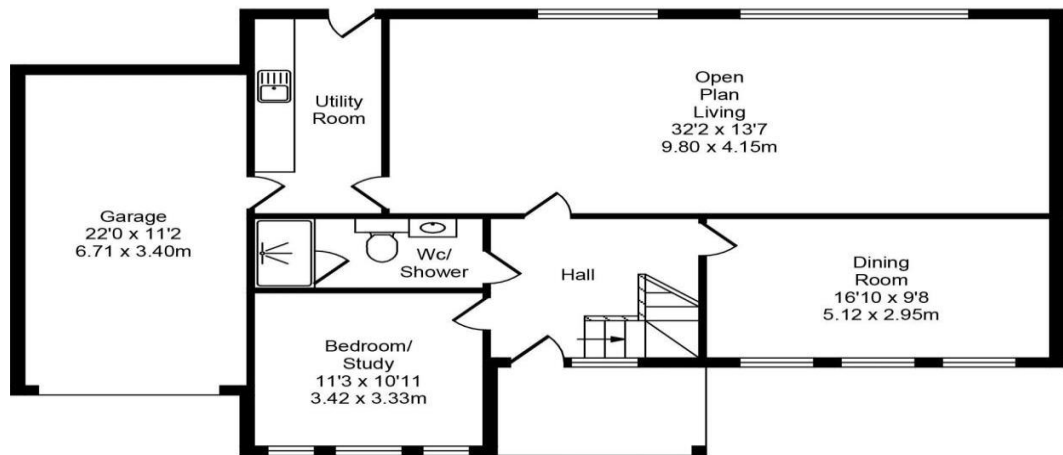 Utility
Room
Open
Plan
Living
32'2 x 13'7
9.80 x 4.15m
Garage
22'0 x 11'2
6.71 x 3.40m
Wc/
Shower
Hall
Dining
Room
16'10 x 9'8
5.12 x 2.95m
Bedroom/
Study
11'3 x 10'11
3.42 x 3.33m